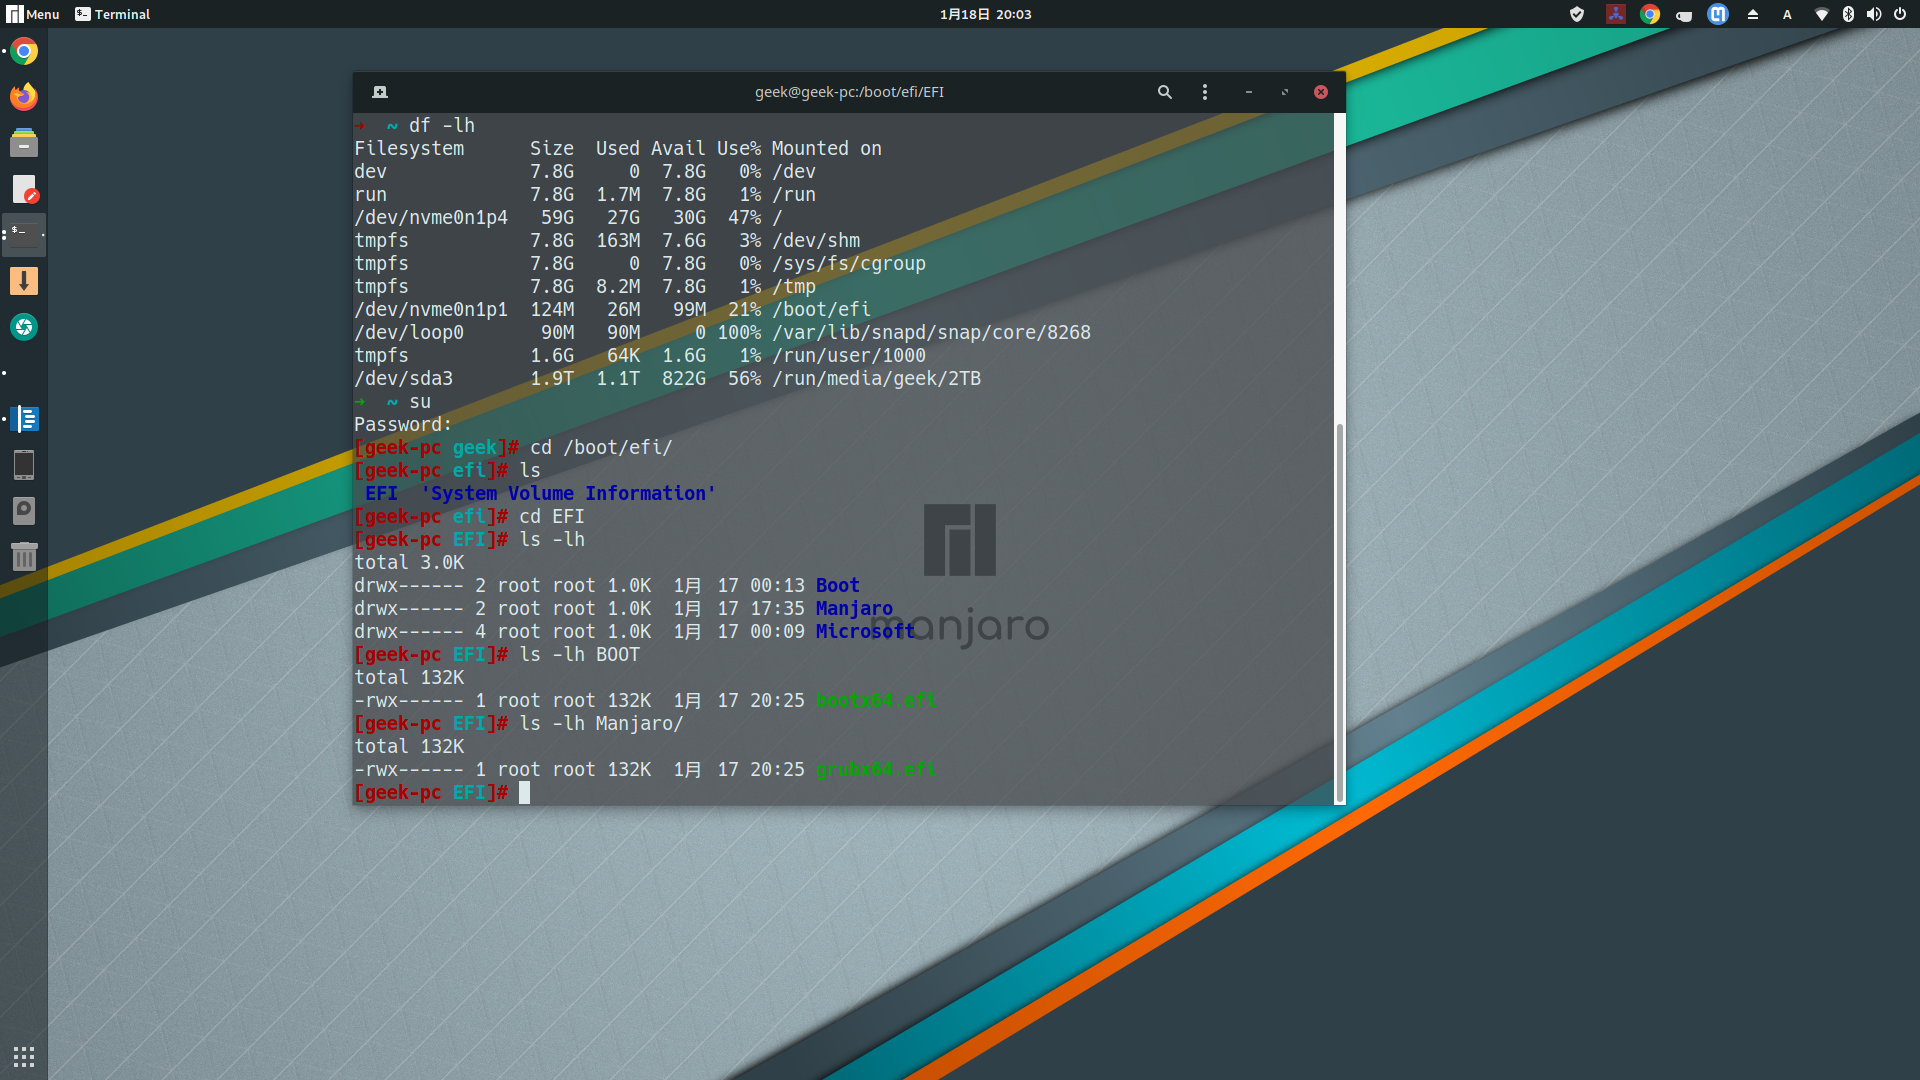 Menu Terminal 1月18日 20:03 A
geek@geek-pc:/boot/efi/EFI
➜  ~ df -lh
Filesystem      Size  Used Avail Use% Mounted on
dev             7.8G     0  7.8G   0% /dev
run             7.8G  1.7M  7.8G   1% /run
/dev/nvme0n1p4   59G   27G   30G  47% /
tmpfs           7.8G  163M  7.6G   3% /dev/shm
tmpfs           7.8G     0  7.8G   0% /sys/fs/cgroup
tmpfs           7.8G  8.2M  7.8G   1% /tmp
/dev/nvme0n1p1  124M   26M   99M  21% /boot/efi
/dev/loop0       90M   90M     0 100% /var/lib/snapd/snap/core/8268
tmpfs           1.6G   64K  1.6G   1% /run/user/1000
/dev/sda3       1.9T  1.1T  822G  56% /run/media/geek/2TB
➜  ~ su
Password:
[geek-pc geek]# cd /boot/efi/
[geek-pc efi]# ls
 EFI  'System Volume Information'
[geek-pc efi]# cd EFI
[geek-pc EFI]# ls -lh
total 3.0K
drwx------ 2 root root 1.0K  1月 17 00:13 Boot
drwx------ 2 root root 1.0K  1月 17 17:35 Manjaro
drwx------ 4 root root 1.0K  1月 17 00:09 Microsoft
manjaro
[geek-pc EFI]# ls -lh BOOT
total 132K
-rwx------ 1 root root 132K  1月 17 20:25 bootx64.efi
[geek-pc EFI]# ls -lh Manjaro/
total 132K
-rwx------ 1 root root 132K  1月 17 20:25 grubx64.efi
[geek-pc EFI]#